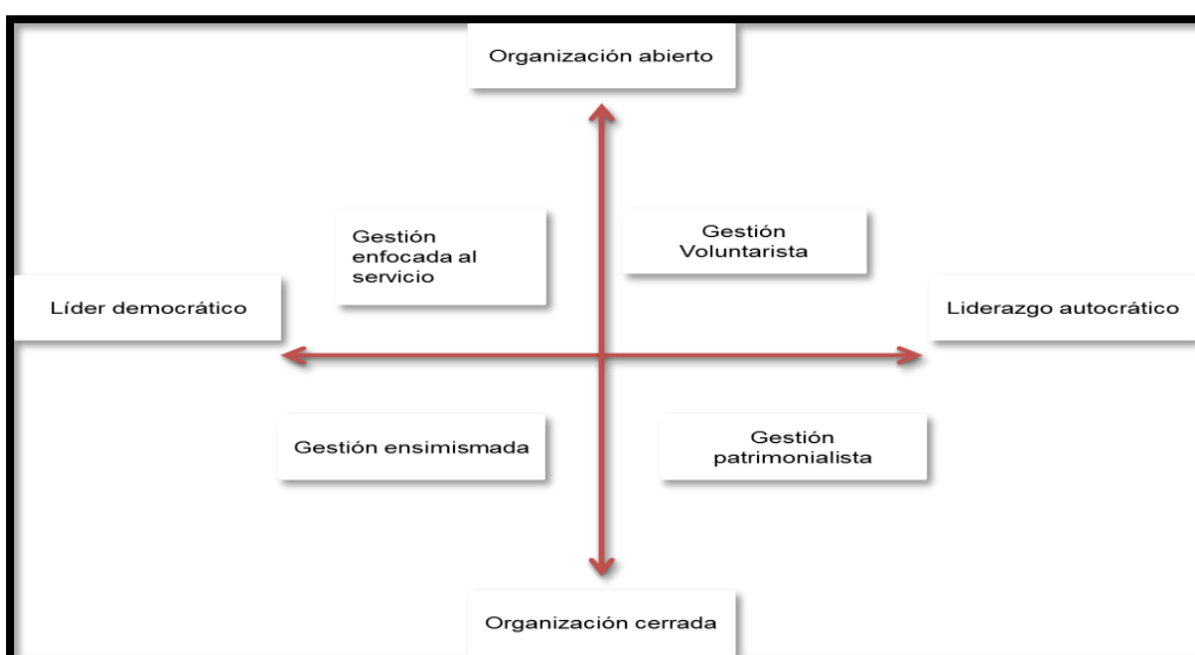 Organización abierto
Gestión
enfocada al
servicio
Gestión
Voluntarista
Líder democrático
Liderazgo autocrático
Gestión ensimismada
Gestión
patrimonialista
Organización cerrada